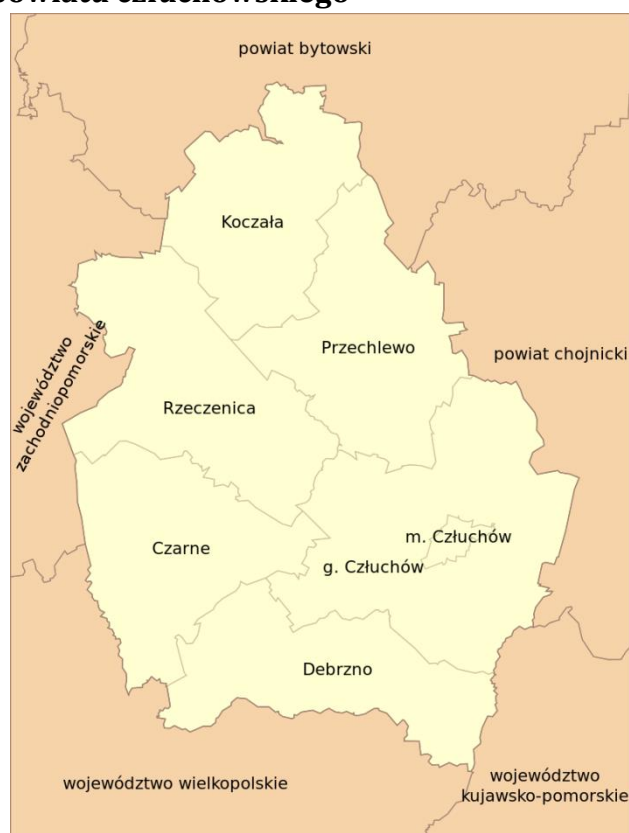 powiatu człuchowskiego
powiat bytowski
Koczała
Przechlewo
powiat chojnicki
województwo
zachodniopomorskie
Rzeczenica
m. Człuchów
Czarne
g. Człuchów
Debrzno
województwo wielkopolskie
województwo
kujawsko-pomorskie